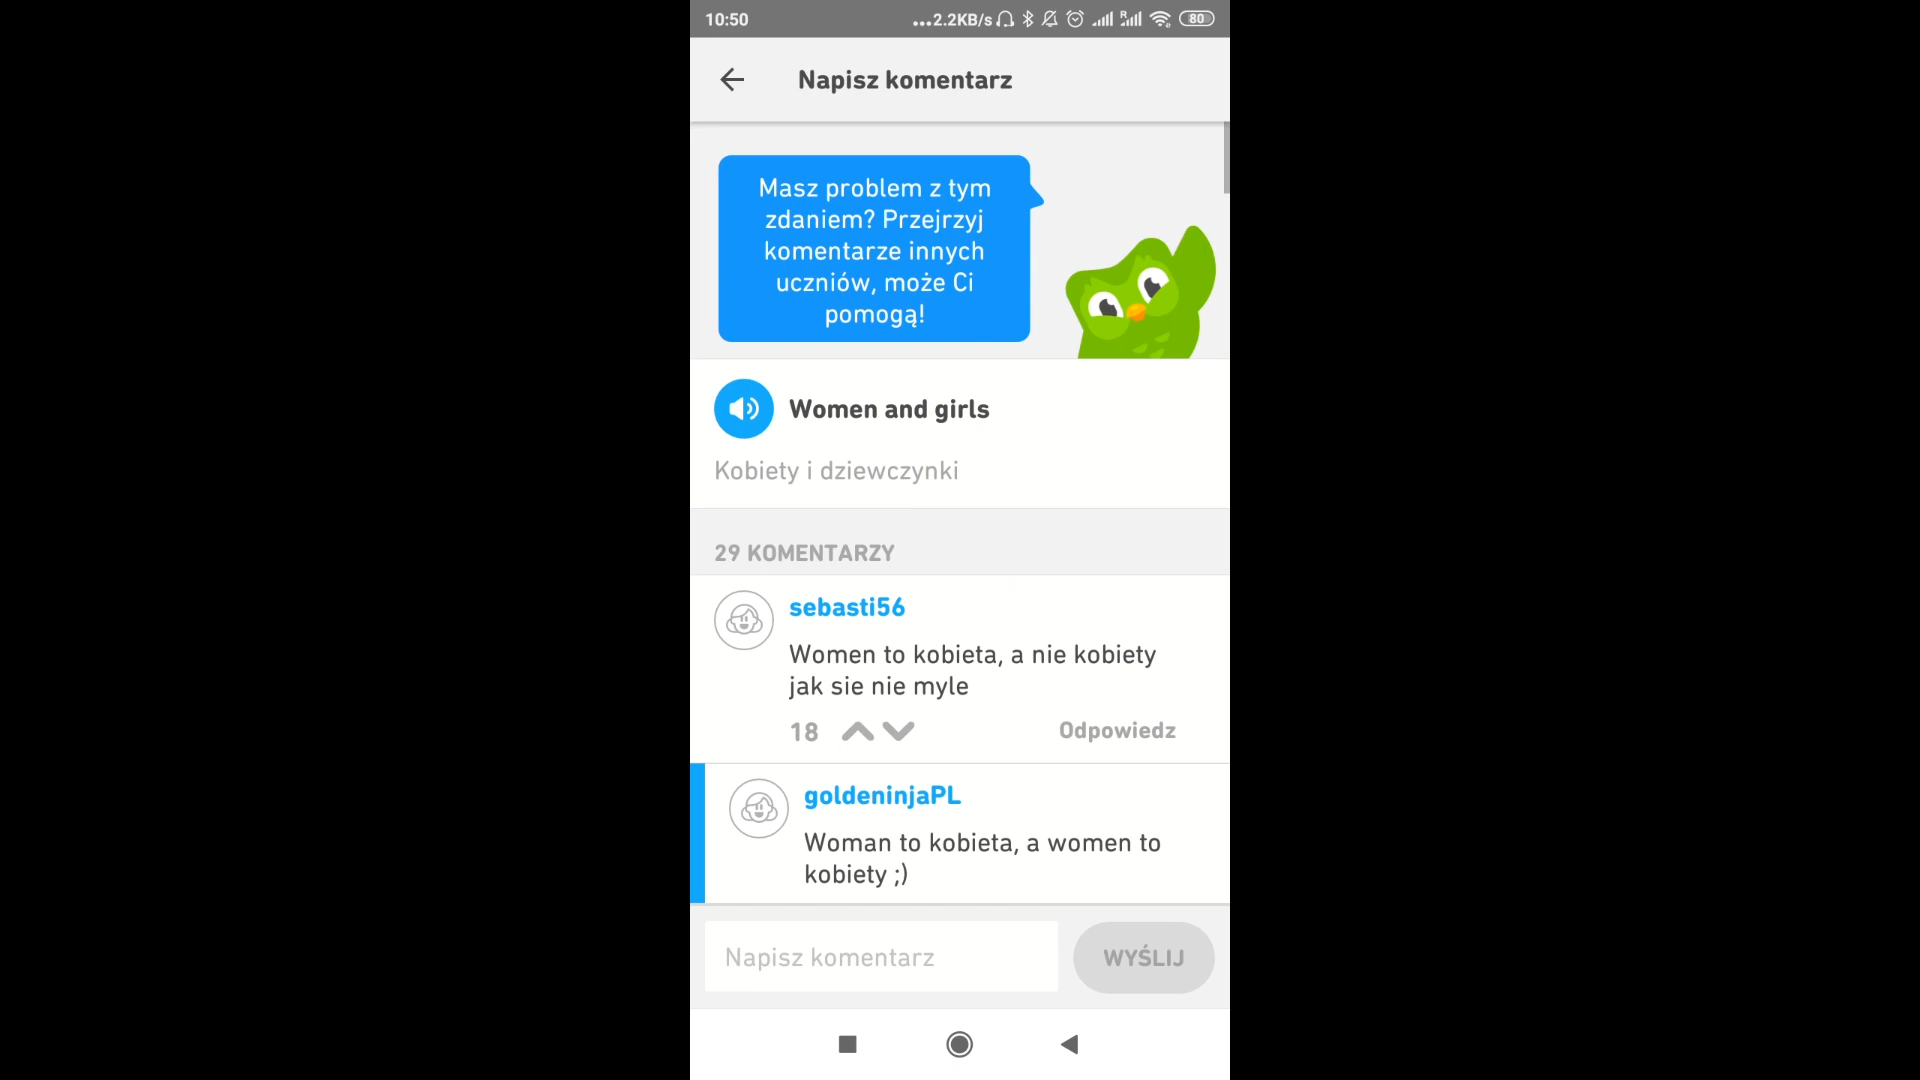 10:50
...2.2KB/s
R
80
Napisz komentarz
Masz problem z tym
zdaniem? Przejrzyj
komentarze innych
uczniów, może Ci
pomogą!
Women and girls
Kobiety i dziewczynki
29 KOMENTARZY
sebasti56
Women to kobieta, a nie kobiety
jak sie nie myle
18
Odpowiedz
goldeninjaPL
Woman to kobieta, a women to
kobiety ;)
Napisz komentarz
WYŚLIJ